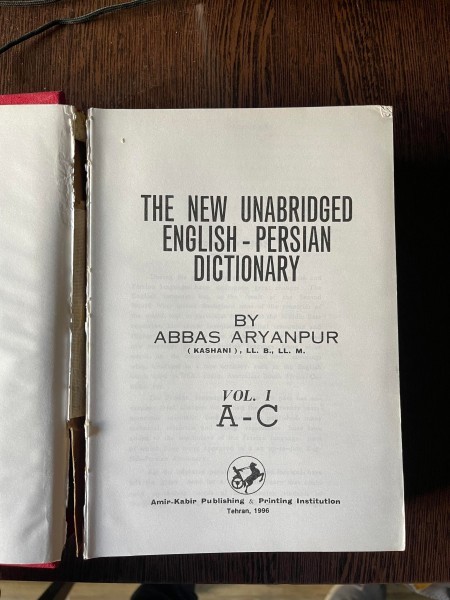 THE NEW UNABRIDGED
ENGLISH - PERSIAN
DICTIONARY
BY
ABBAS ARYANPUR
( KASHANI ) , LL. B., LL. M.
VOL. I
A - C
Amir-Kabir Publishing & Printing Institution
Tehran, 1996